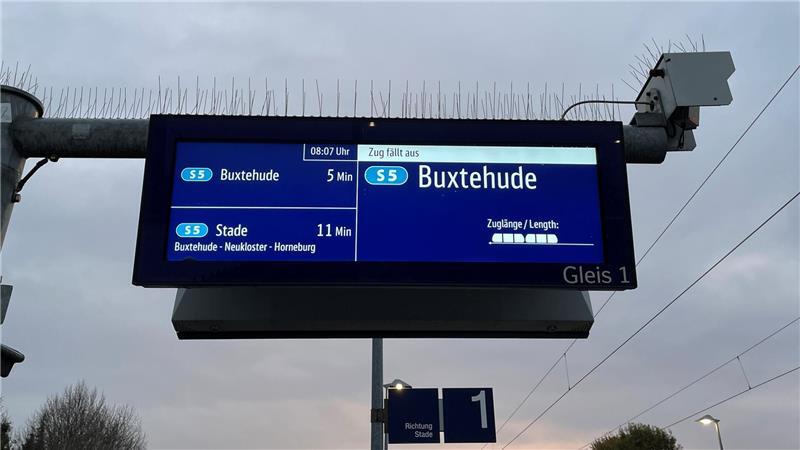 08:07 Uhr
S5 Buxtehude 5 Min
S5 Stade 11 Min
Buxtehude - Neukloster - Horneburg
Zug fällt aus
S5 Buxtehude
Zuglänge / Length:
Gleis 1
Richtung
Stade
1